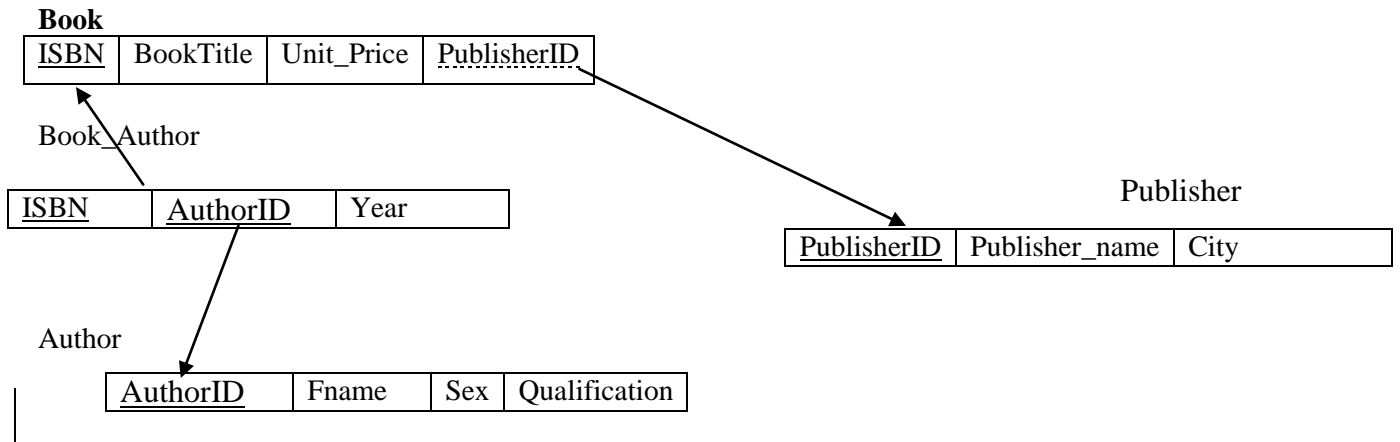 Book
ISBN BookTitle Unit_Price PublisherID
Book_Author
ISBN AuthorID Year
Publisher
PublisherID Publisher_name City
Author
AuthorID Fname Sex Qualification